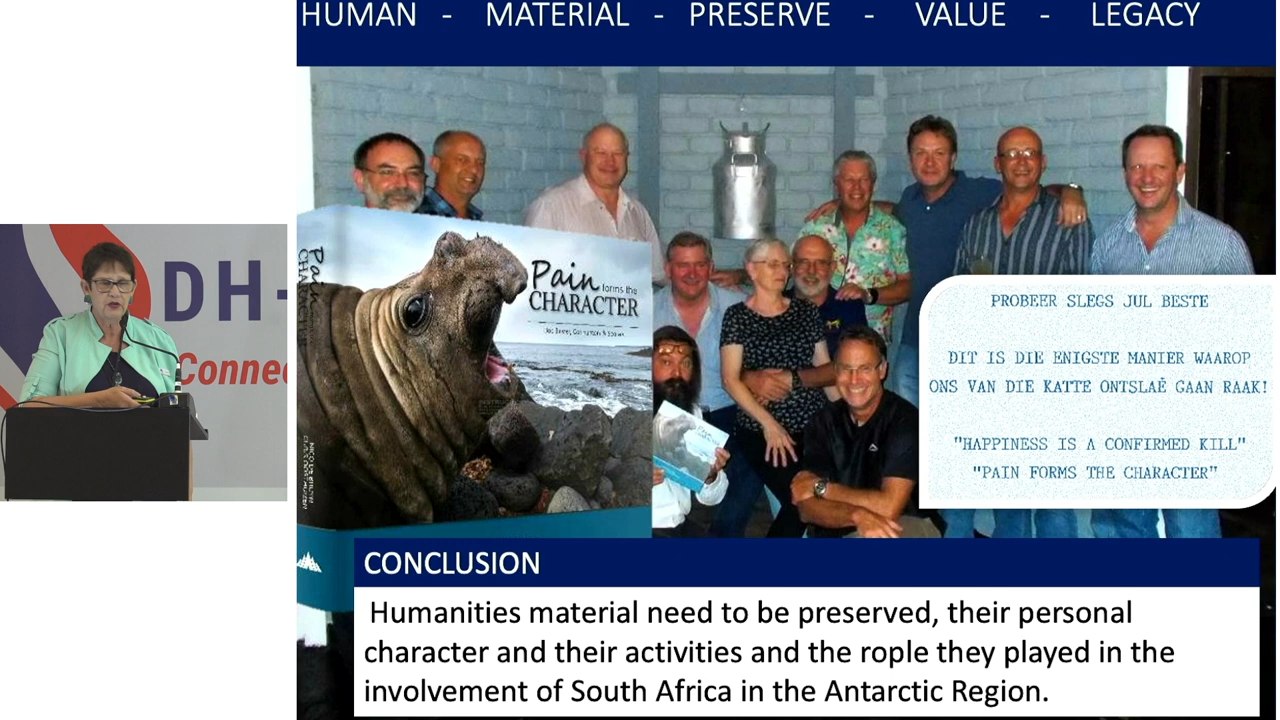 HUMAN - MATERIAL - PRESERVE - VALUE - LEGACY
DH-
Connec
Pain
forms the
CHARACTER
PROBEER SLEGS JUL BESTE
DIT IS DIE ENIGSTE MANIER WAAROP
ONS VAN DIE KATTE ONTSLAË GAAN RAAK!
"HAPPINESS IS A CONFIRMED KILL"
"PAIN FORMS THE CHARACTER"
CONCLUSION
Humanities material need to be preserved, their personal
character and their activities and the rople they played in the
involvement of South Africa in the Antarctic Region.